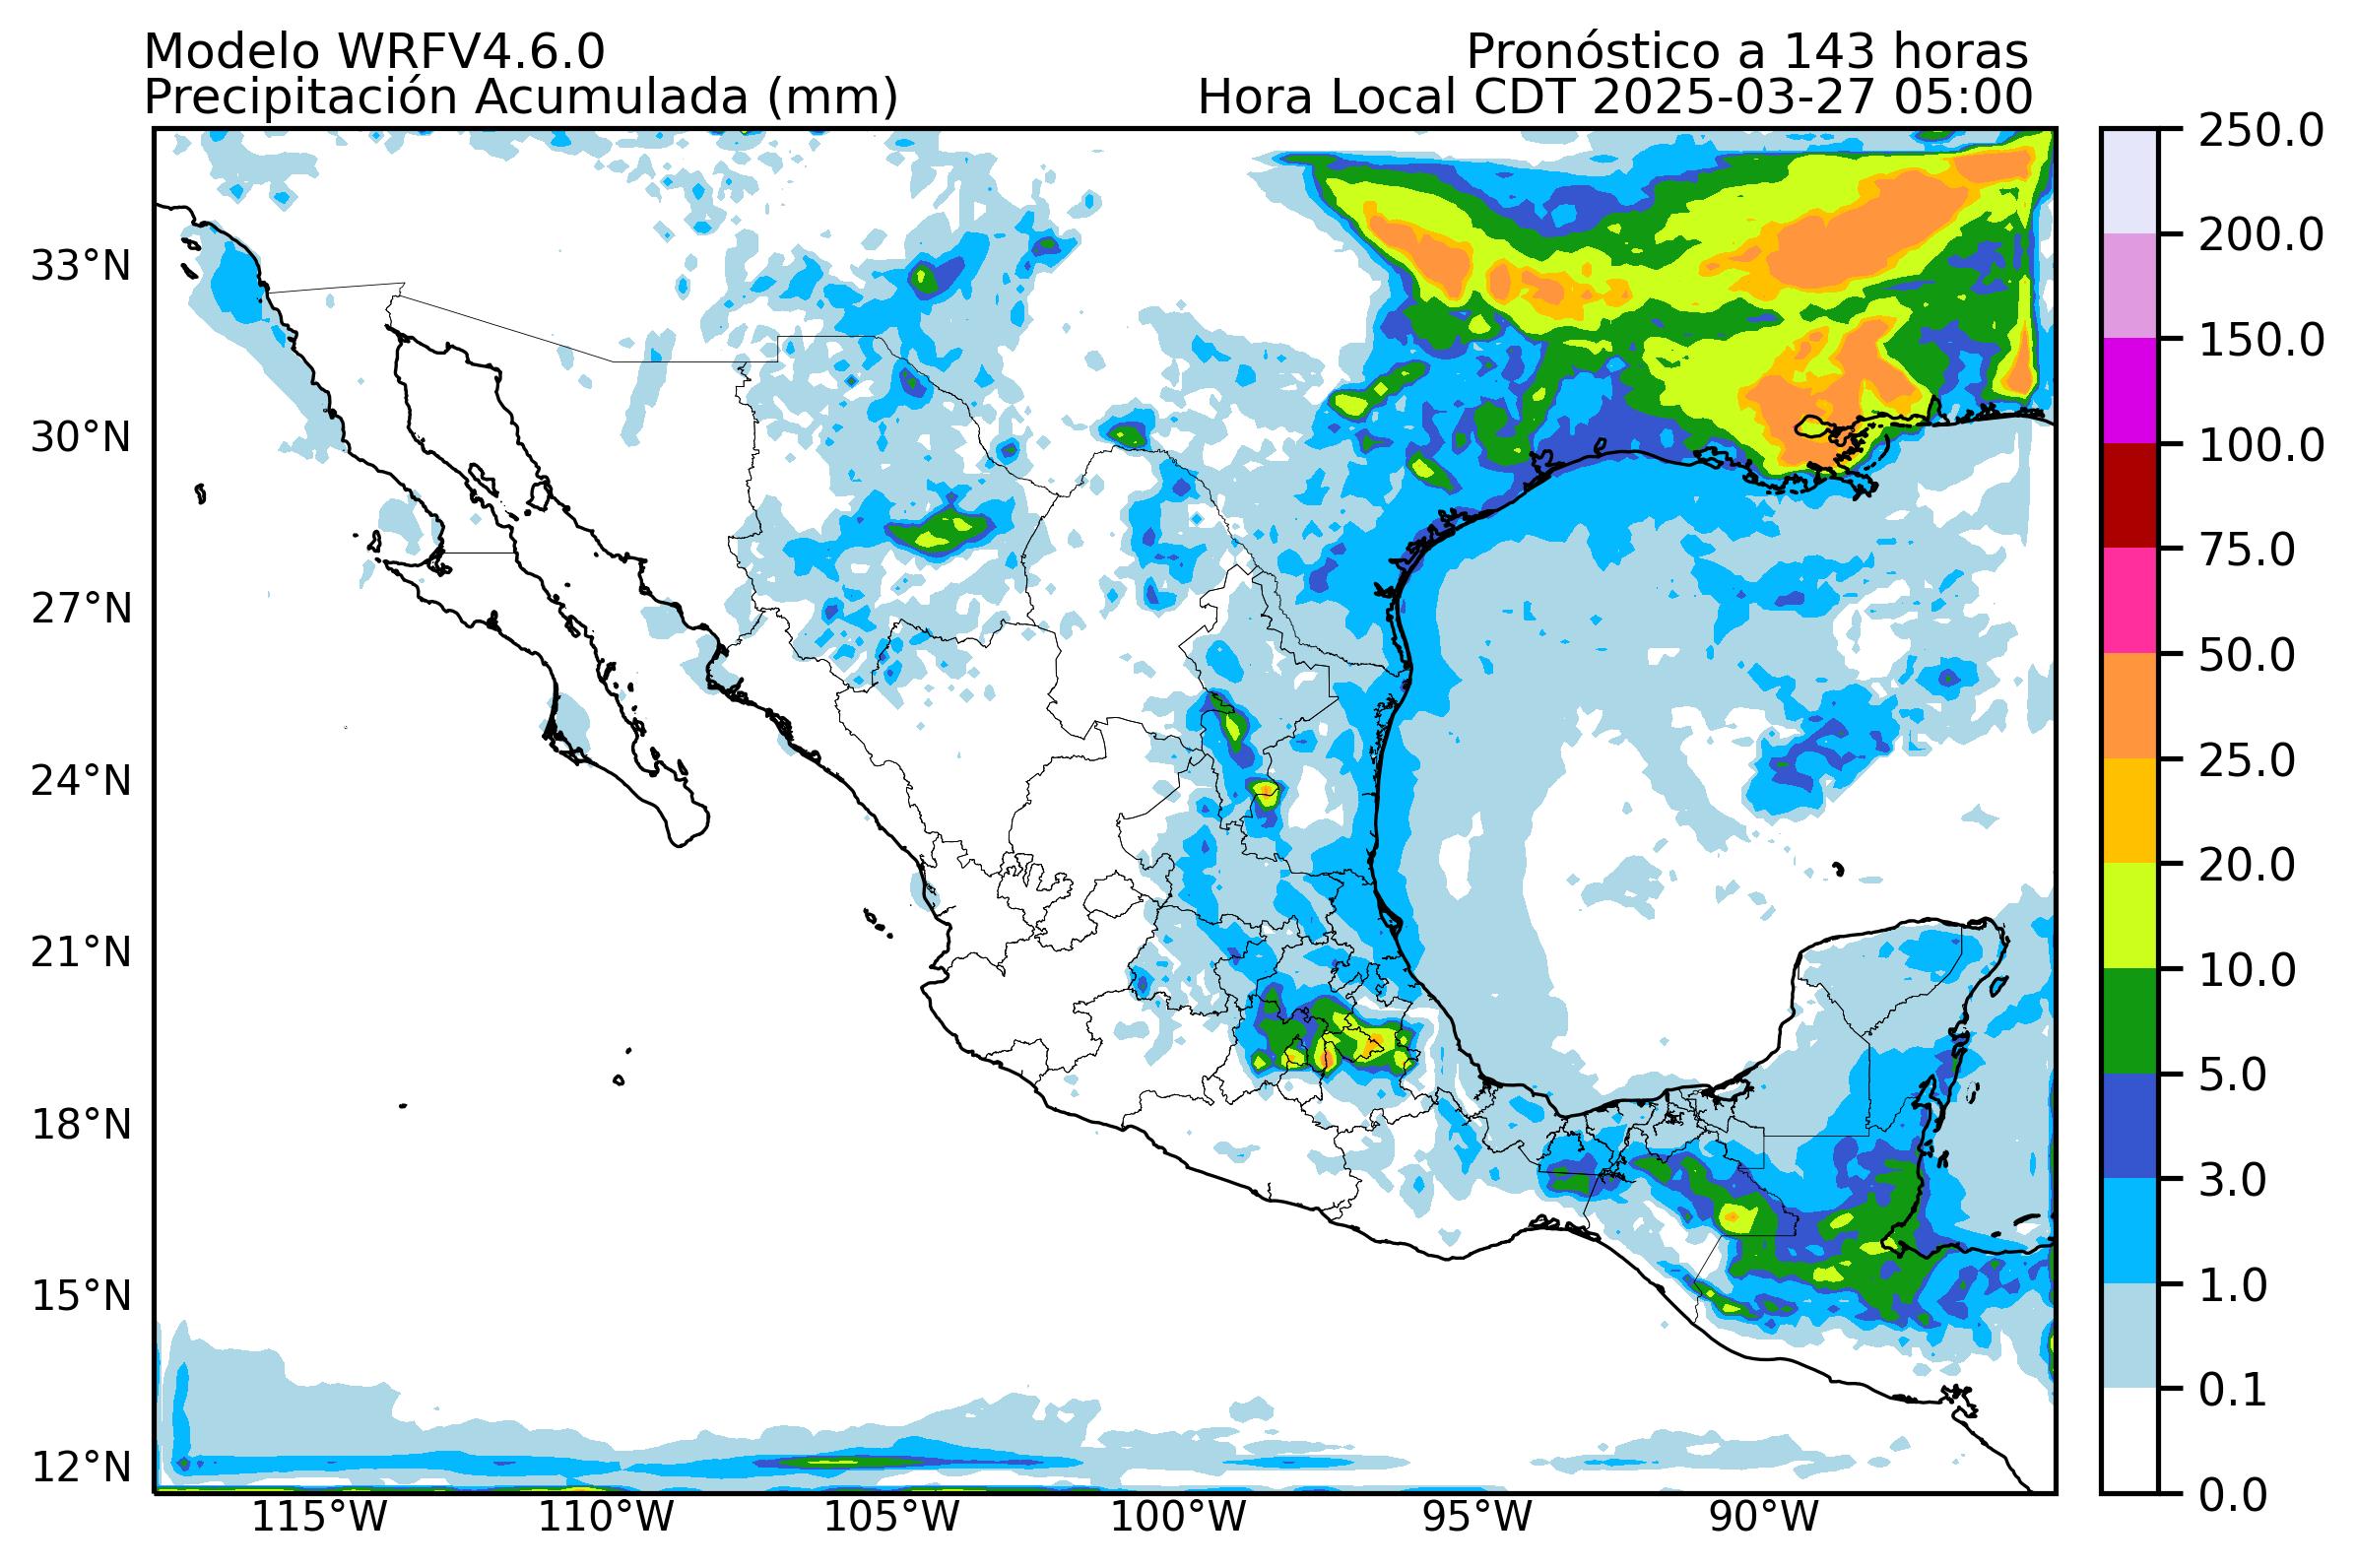 Modelo WRFV4.6.0
Pronóstico a 143 horas
Precipitación Acumulada (mm)
Hora Local CDT 2025-03-27 05:00
250.0
200.0
150.0
100.0
75.0
50.0
25.0
20.0
10.0
5.0
3.0
1.0
0.1
0.0
33°N
30°N
27°N
24°N
21°N
18°N
15°N
12°N
115°W
110°W
105°W
100°W
95°W
90°W